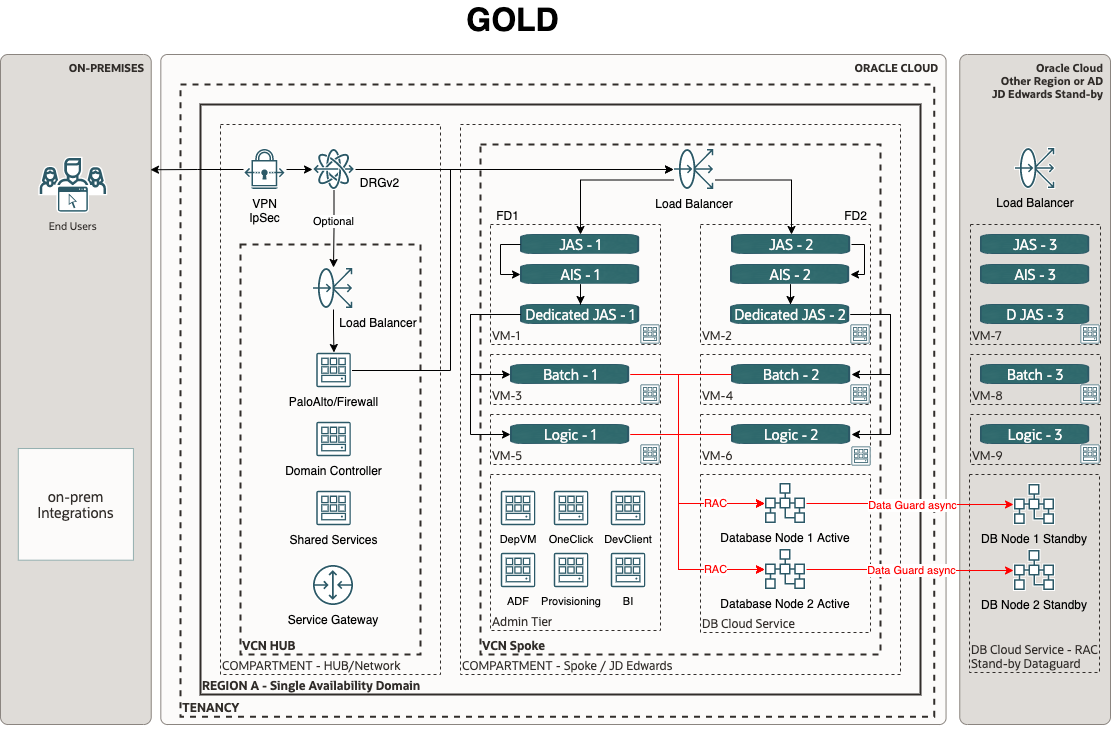 GOLD
ON-PREMISES
End Users
on-prem
Integrations
ORACLE CLOUD
VPN
IpSec
DRGv2
Optional
Load Balancer
PaloAlto/Firewall
Domain Controller
Shared Services
Service Gateway
VCN HUB
COMPARTMENT - HUB/Network
REGION A - Single Availability Domain
TENANCY
Load Balancer
FD1
FD2
JAS - 1
AIS - 1
Dedicated JAS - 1
VM-1
JAS - 2
AIS - 2
Dedicated JAS - 2
VM-2
Batch - 1
VM-3
Batch - 2
VM-4
Logic - 1
VM-5
Logic - 2
VM-6
DepVM
OneClick
DevClient
ADF
Provisioning
BI
Admin Tier
RAC
Database Node 1 Active
RAC
Database Node 2 Active
DB Cloud Service
Data Guard async
Data Guard async
VCN Spoke
COMPARTMENT - Spoke / JD Edwards
Oracle Cloud
Other Region or AD
JD Edwards Stand-by
Load Balancer
JAS - 3
AIS - 3
D JAS - 3
VM-7
Batch - 3
VM-8
Logic - 3
VM-9
DB Node 1 Standby
DB Node 2 Standby
DB Cloud Service - RAC
Stand-by Dataguard